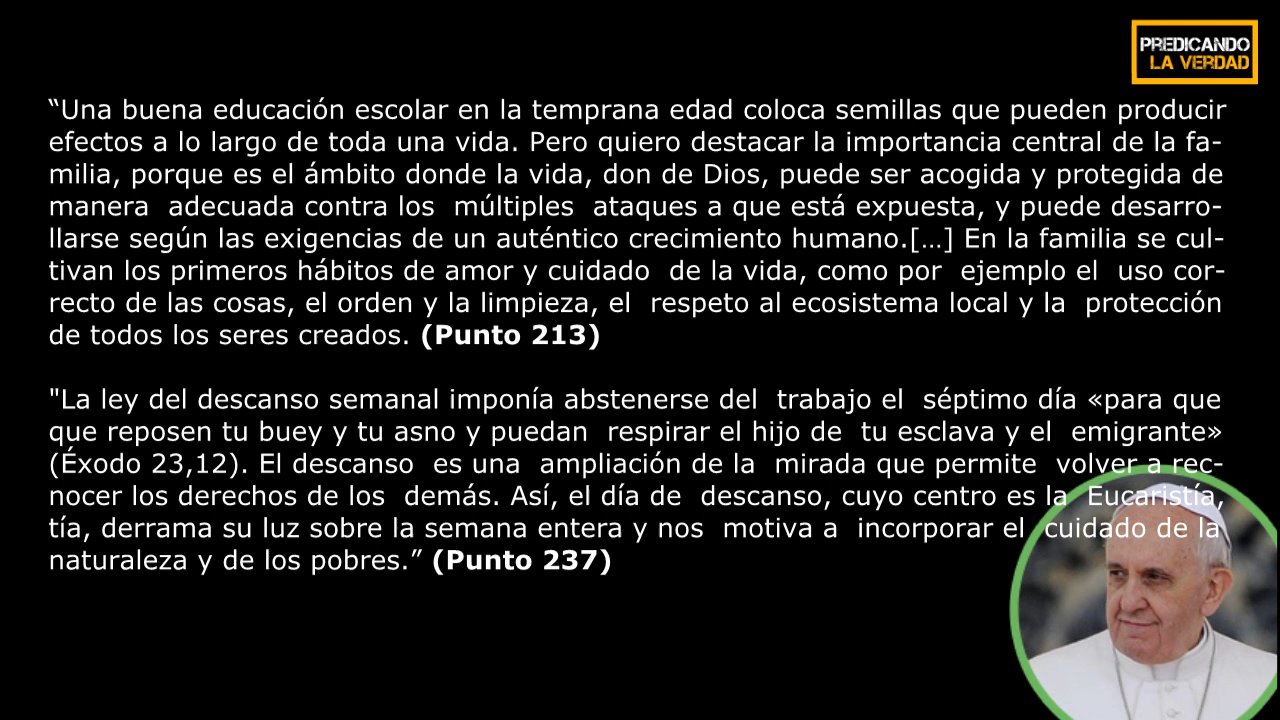 PREDICANDO
LA VERDAD
“Una buena educación escolar en la temprana edad coloca semillas que pueden producir
efectos a lo largo de toda una vida. Pero quiero destacar la importancia central de la fa-
milia, porque es el ámbito donde la vida, don de Dios, puede ser acogida y protegida de
manera adecuada contra los múltiples ataques a que está expuesta, y puede desarro-
llarse según las exigencias de un auténtico crecimiento humano.[…] En la familia se cul-
tivan los primeros hábitos de amor y cuidado de la vida, como por ejemplo el uso cor-
recto de las cosas, el orden y la limpieza, el respeto al ecosistema local y la protección
de todos los seres creados. (Punto 213)
"La ley del descanso semanal imponía abstenerse del trabajo el séptimo día «para que
que reposen tu buey y tu asno y puedan respirar el hijo de tu esclava y el emigrante»
(Éxodo 23,12). El descanso es una ampliación de la mirada que permite volver a rec-
nocer los derechos de los demás. Así, el día de descanso, cuyo centro es la Eucaristía,
tía, derrama su luz sobre la semana entera y nos motiva a incorporar el cuidado de la
naturaleza y de los pobres.” (Punto 237)